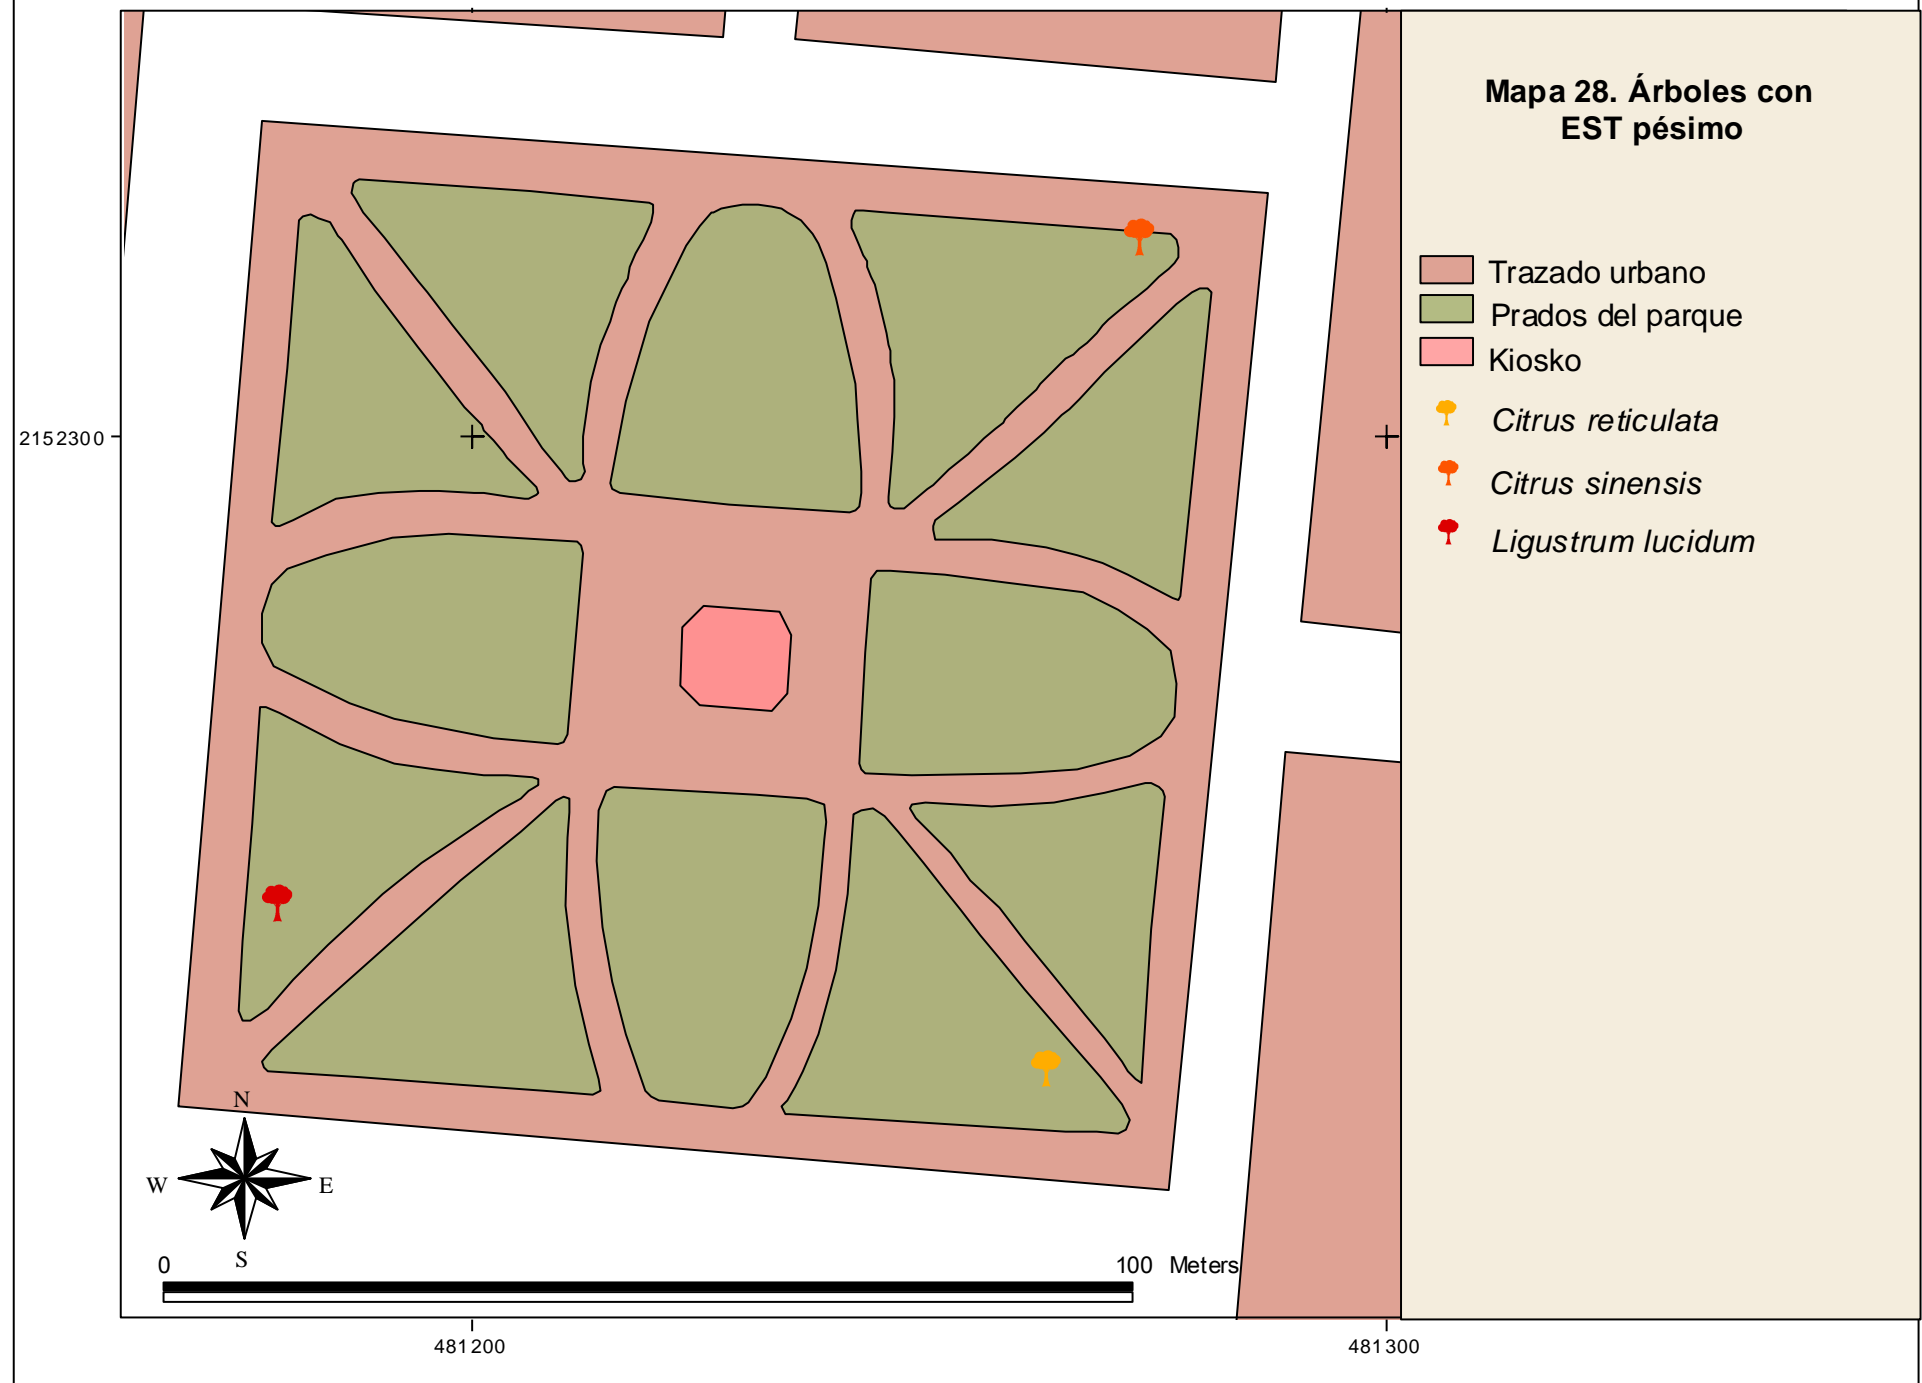 Mapa 28. Árboles con
EST pésimo
Trazado urbano
Prados del parque
Kiosko
Citrus reticulata
Citrus sinensis
Ligustrum lucidum
2152300
N
W
E
S
0
100 Meters
481200
481300